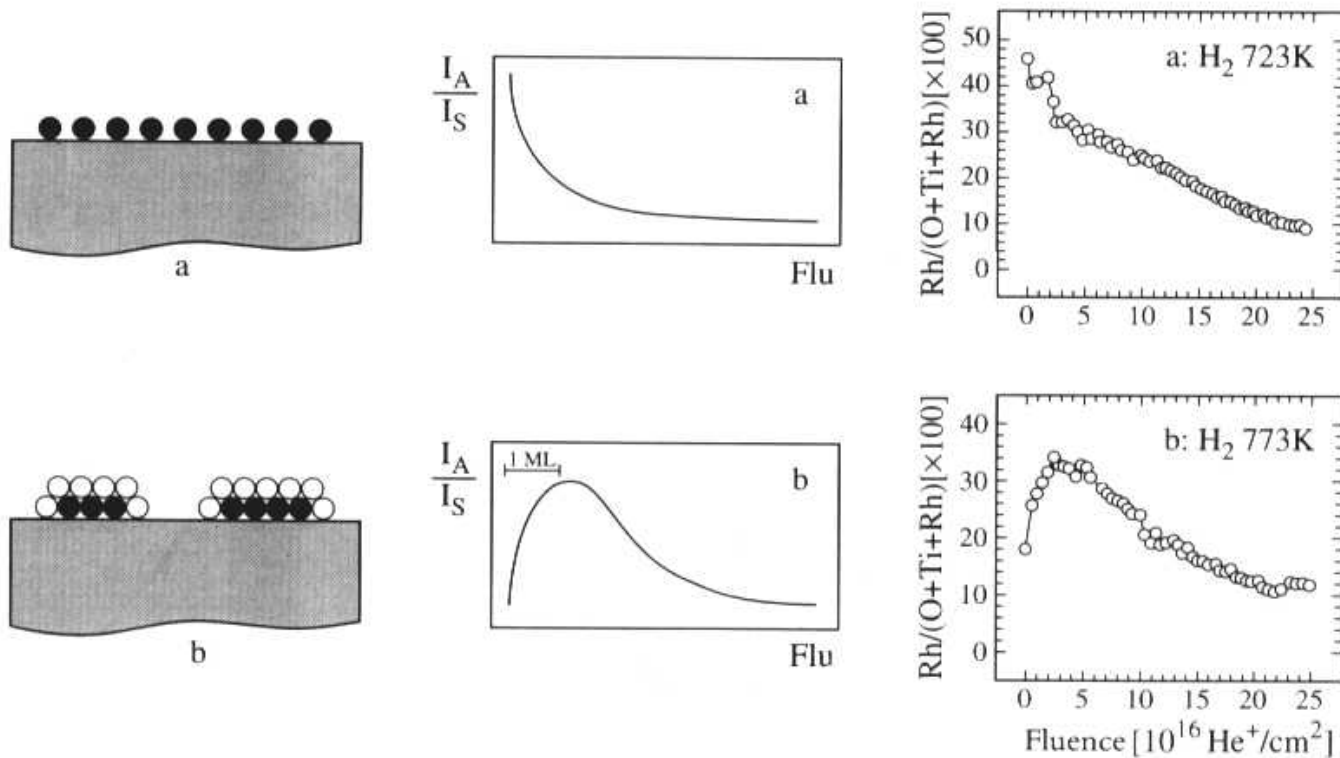 a
I_A
I_S
a
Flu
Rh/(O+Ti+Rh)[×100]
50
40
30
20
10
0
a: H₂ 723K
0 5 10 15 20 25
b
I_A
I_S
1 ML
b
Flu
Rh/(O+Ti+Rh)[×100]
40
30
20
10
0
b: H₂ 773K
0 5 10 15 20 25
Fluence [10¹⁶ He⁺/cm²]